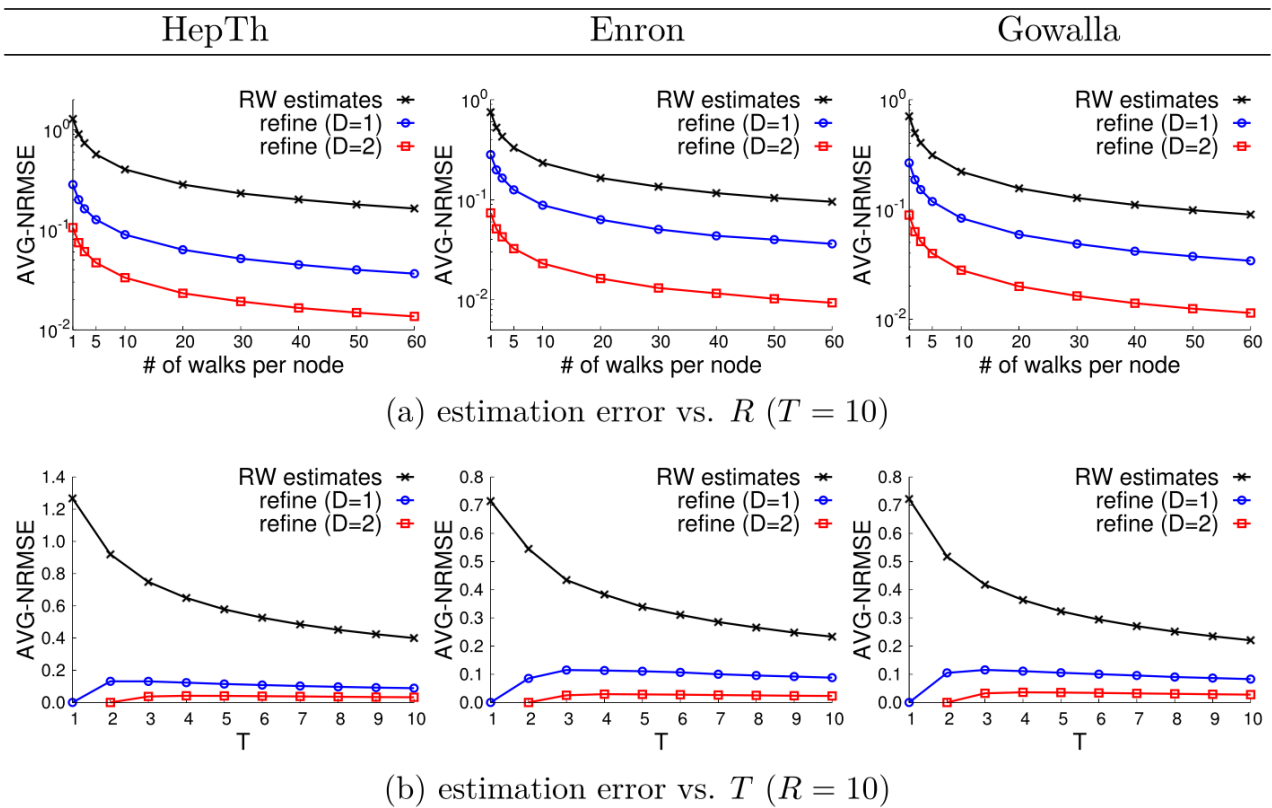 HepTh Enron Gowalla
RW estimates
refine (D=1)
refine (D=2)
AVG-NRMSE
10^0
10^-1
10^-2
1 5 10 20 30 40 50 60
# of walks per node
RW estimates
refine (D=1)
refine (D=2)
AVG-NRMSE
10^0
10^-1
10^-2
1 5 10 20 30 40 50 60
# of walks per node
RW estimates
refine (D=1)
refine (D=2)
AVG-NRMSE
10^0
10^-1
10^-2
1 5 10 20 30 40 50 60
# of walks per node
(a) estimation error vs. R (T = 10)
RW estimates
refine (D=1)
refine (D=2)
AVG-NRMSE
1.4
1.2
1.0
0.8
0.6
0.4
0.2
0.0
1 2 3 4 5 6 7 8 9 10
T
RW estimates
refine (D=1)
refine (D=2)
AVG-NRMSE
0.8
0.7
0.6
0.5
0.4
0.3
0.2
0.1
0.0
1 2 3 4 5 6 7 8 9 10
T
RW estimates
refine (D=1)
refine (D=2)
AVG-NRMSE
0.8
0.7
0.6
0.5
0.4
0.3
0.2
0.1
0.0
1 2 3 4 5 6 7 8 9 10
T
(b) estimation error vs. T (R = 10)